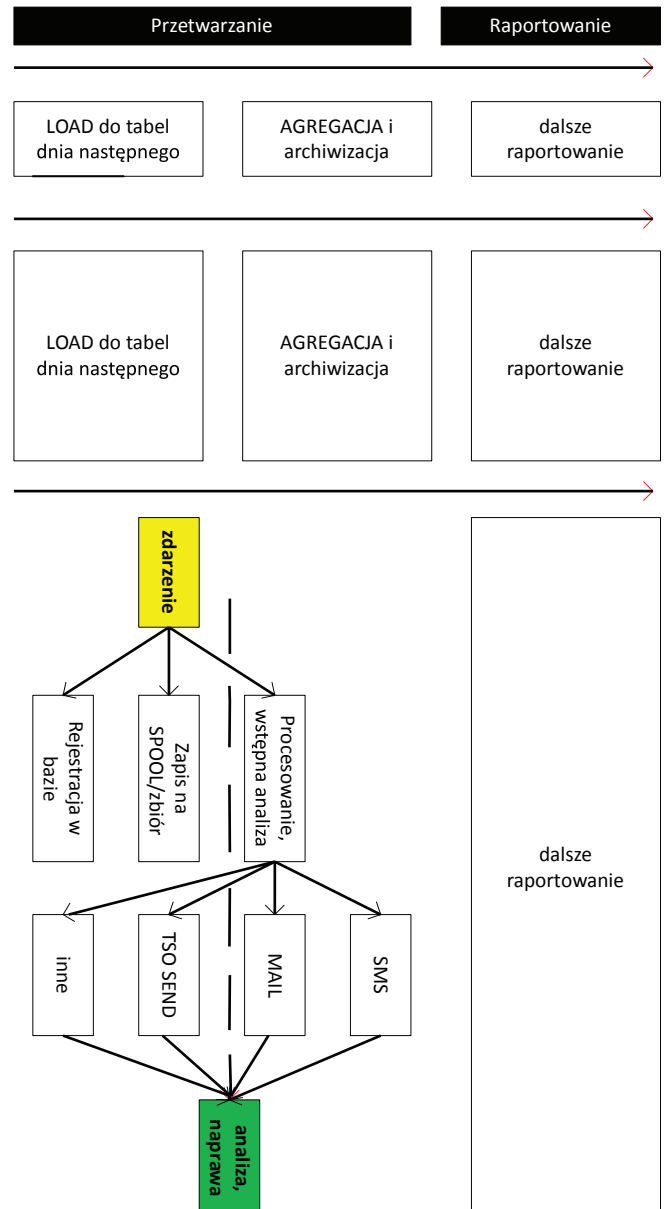 Przetwarzanie
Raportowanie
LOAD do tabel
dnia następnego
AGREGACJA i
archiwizacja
dalsze
raportowanie
LOAD do tabel
dnia następnego
AGREGACJA i
archiwizacja
dalsze
raportowanie
zdarzenie
Rejestracja w
bazie
Zapis na
SPOOL/zbiór
Procesowanie,
wstępna analiza
dalsze
raportowanie
inne
TSO SEND
MAIL
SMS
analiza,
naprawa